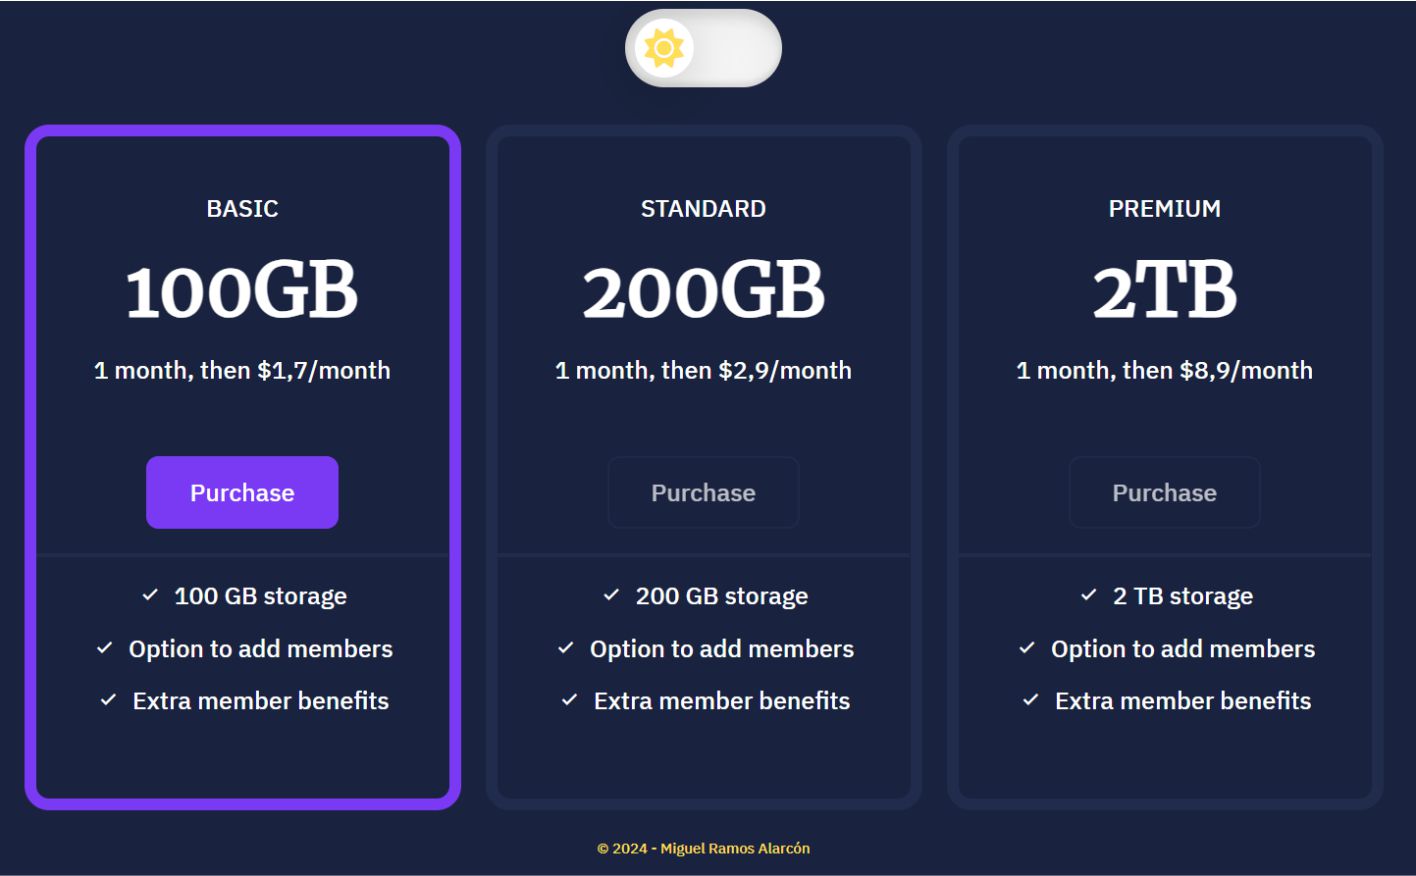 BASIC
100GB
1 month, then $1,7/month
Purchase
100 GB storage
Option to add members
Extra member benefits
STANDARD
200GB
1 month, then $2,9/month
Purchase
200 GB storage
Option to add members
Extra member benefits
PREMIUM
2TB
1 month, then $8,9/month
Purchase
2 TB storage
Option to add members
Extra member benefits
© 2024 - Miguel Ramos Alarcón